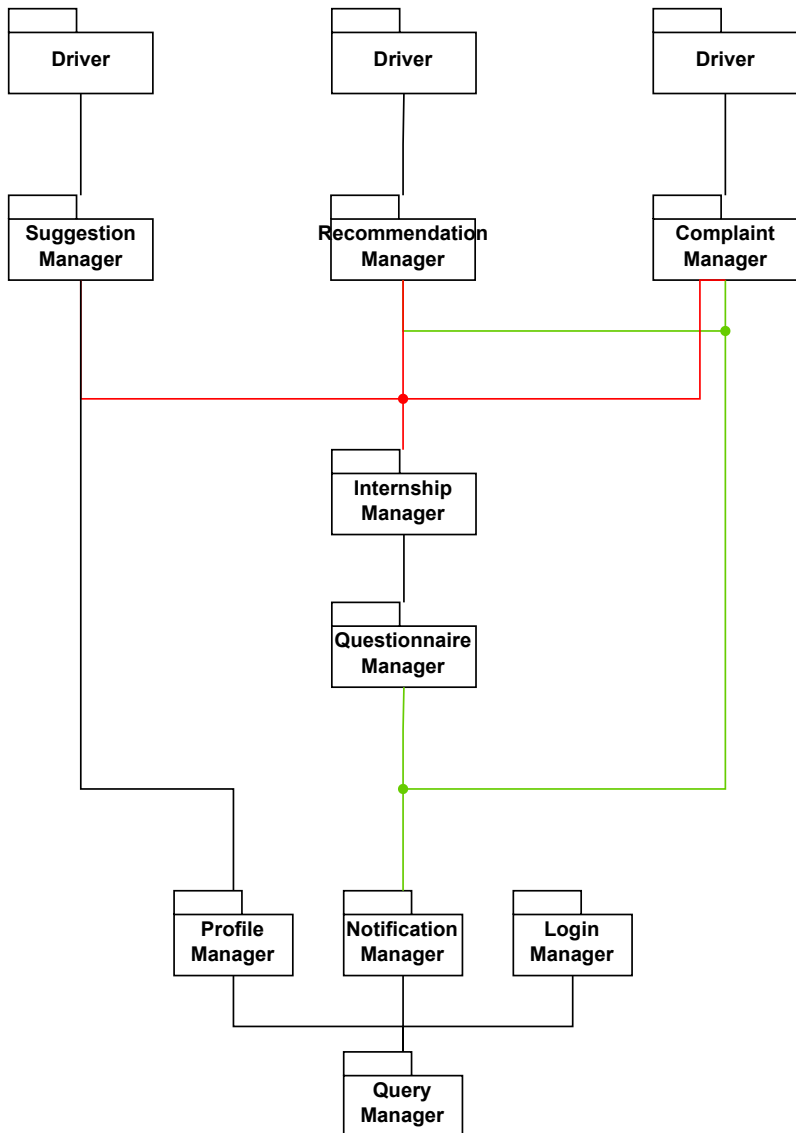 Driver
Driver
Driver
Suggestion
Manager
Recommendation
Manager
Complaint
Manager
Internship
Manager
Questionnaire
Manager
Profile
Manager
Notification
Manager
Login
Manager
Query
Manager